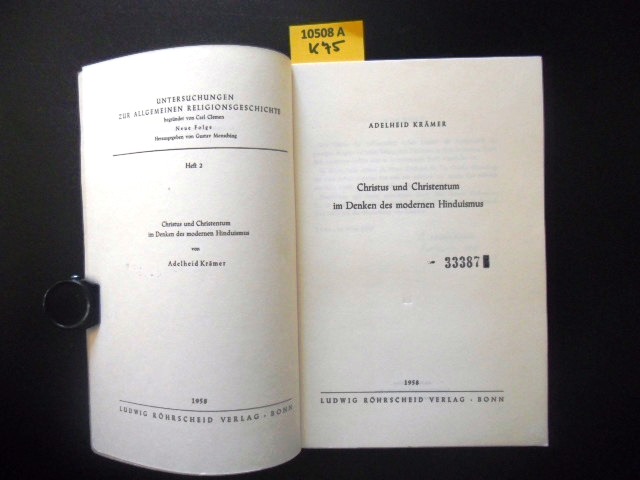 10508 A
K75
UNTERSUCHUNGEN
ZUR ALLGEMEINEN RELIGIONSGESCHICHTE
begründet von Carl Clemen
Neue Folge
Herausgegeben von Gustav Mensching
Heft 2
Christus und Christentum
im Denken des modernen Hinduismus
von
Adelheid Krämer
1958
LUDWIG RÖHRSCHEID VERLAG · BONN
ADELHEID KRÄMER
Christus und Christentum
im Denken des modernen Hinduismus
33387
1958
LUDWIG RÖHRSCHEID VERLAG · BONN